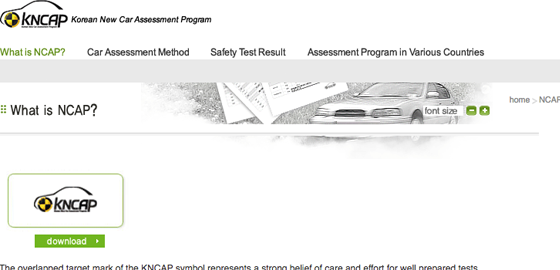 KNCAP Korean New Car Assessment Program
What is NCAP? Car Assessment Method Safety Test Result Assessment Program in Various Countries
What is NCAP?
font size
home > NCAP
KNCAP
download
The overlapped target mark of the KNCAP symbol represents a strong belief of care and effort for well prepared tests